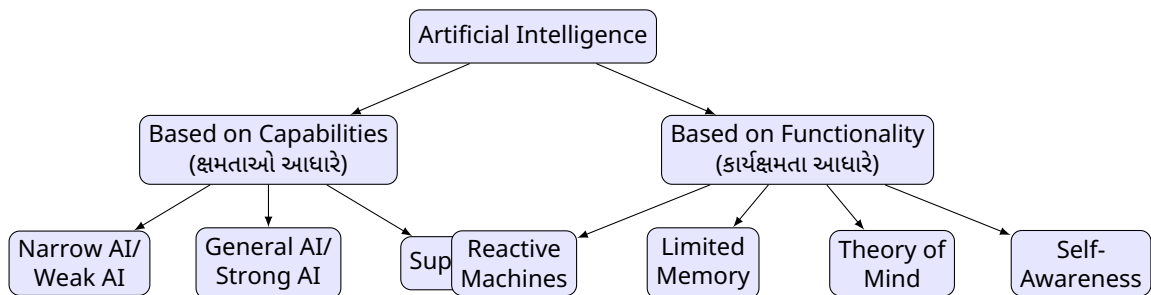 Artificial Intelligence
Based on Capabilities
(ક્ષમતાઓ આધારે)
Based on Functionality
(કાર્યક્ષમતા આધારે)
Narrow AI/
Weak AI
General AI/
Strong AI
Reactive
Machines
Limited
Memory
Theory of
Mind
Self-
Awareness